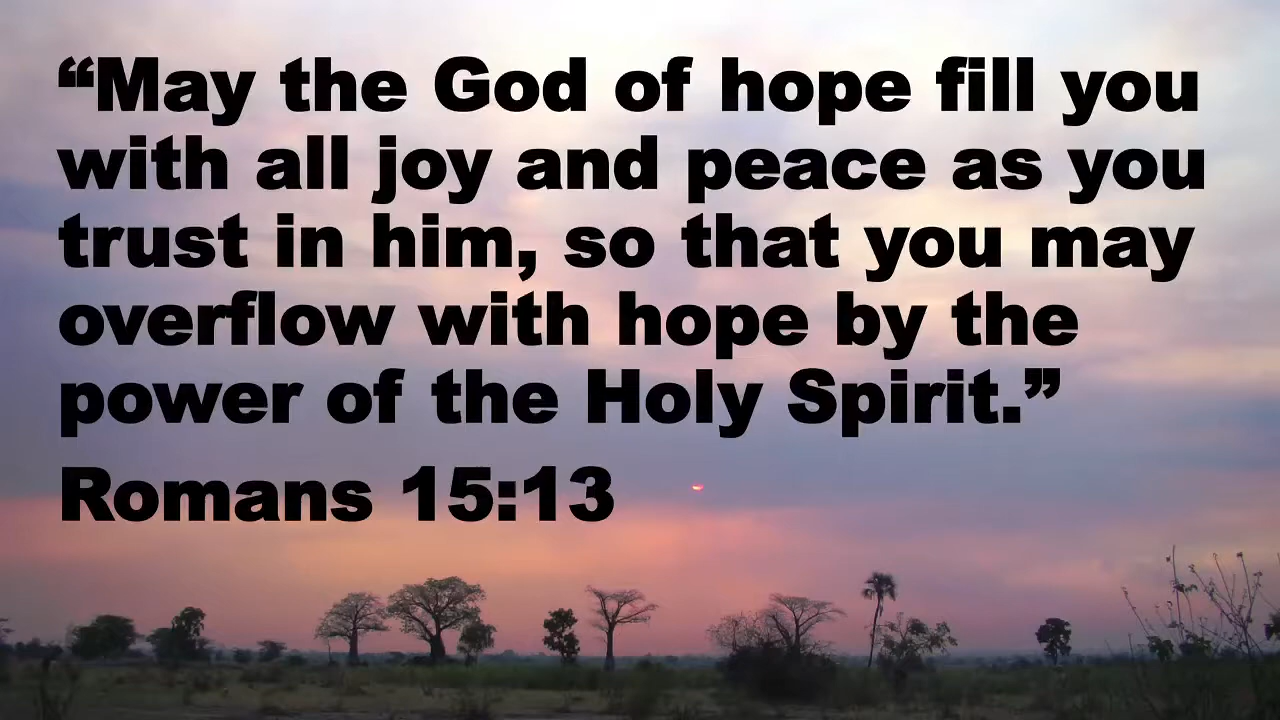 “May the God of hope fill you
with all joy and peace as you
trust in him, so that you may
overflow with hope by the
power of the Holy Spirit.”
Romans 15:13